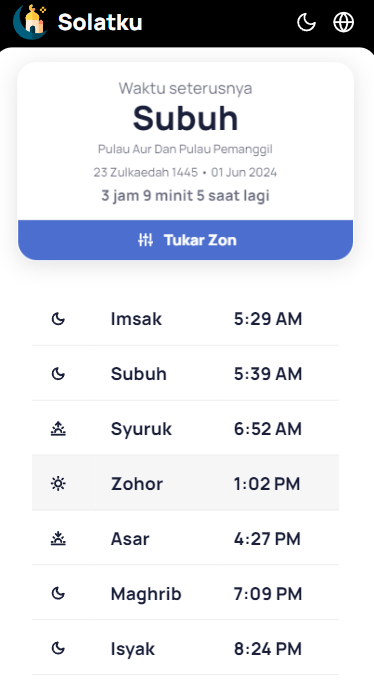 Solatku
Waktu seterusnya
Subuh
Pulau Aur Dan Pulau Pemanggil
23 Zulkaedah 1445 • 01 Jun 2024
3 jam 9 minit 5 saat lagi
Tukar Zon
Imsak 5:29 AM
Subuh 5:39 AM
Syuruk 6:52 AM
Zohor 1:02 PM
Asar 4:27 PM
Maghrib 7:09 PM
Isyak 8:24 PM